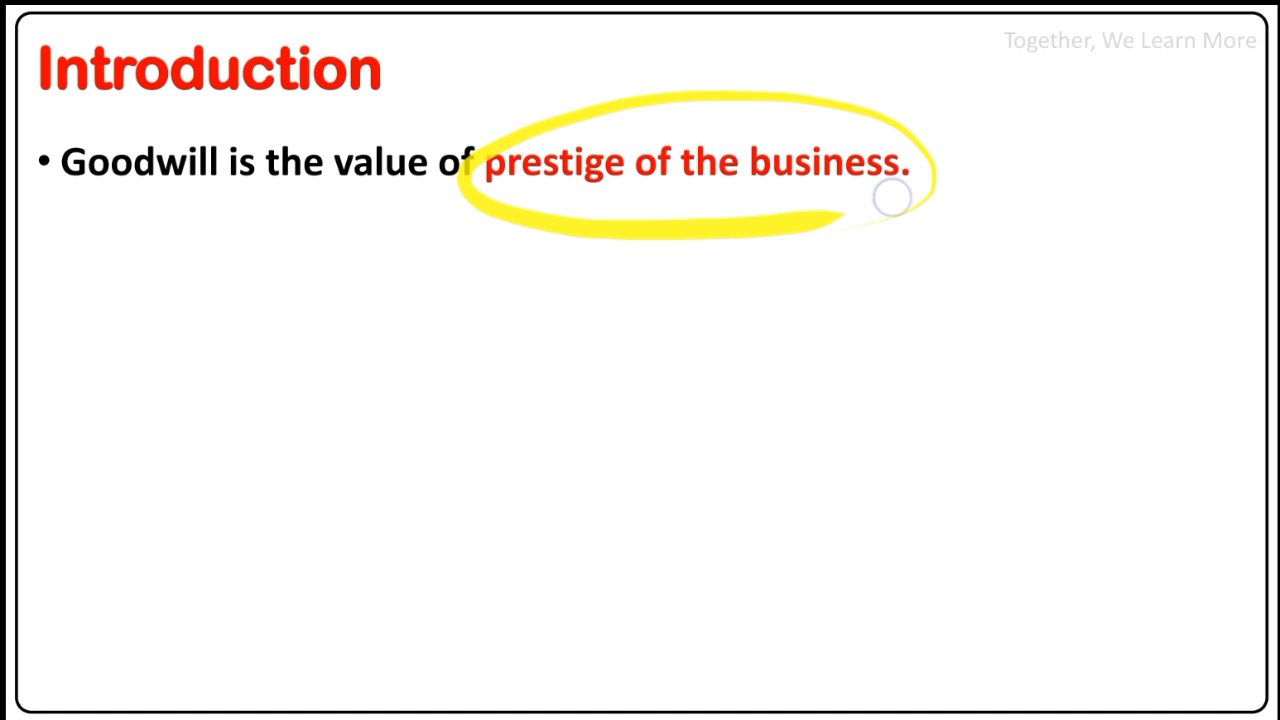 Together, We Learn More
Introduction
• Goodwill is the value of prestige of the business.